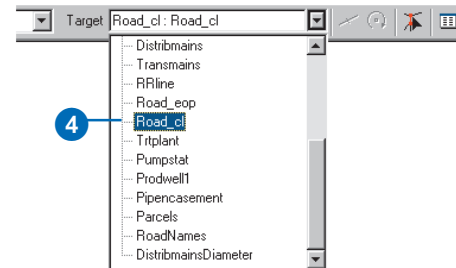 Target Road_cl : Road_cl
Distribmains
Transmains
RRline
Road_eop
4 Road_cl
Trtplant
Pumpstat
Prodwell1
Pipencasement
Parcels
RoadNames
DistribmainsDiameter